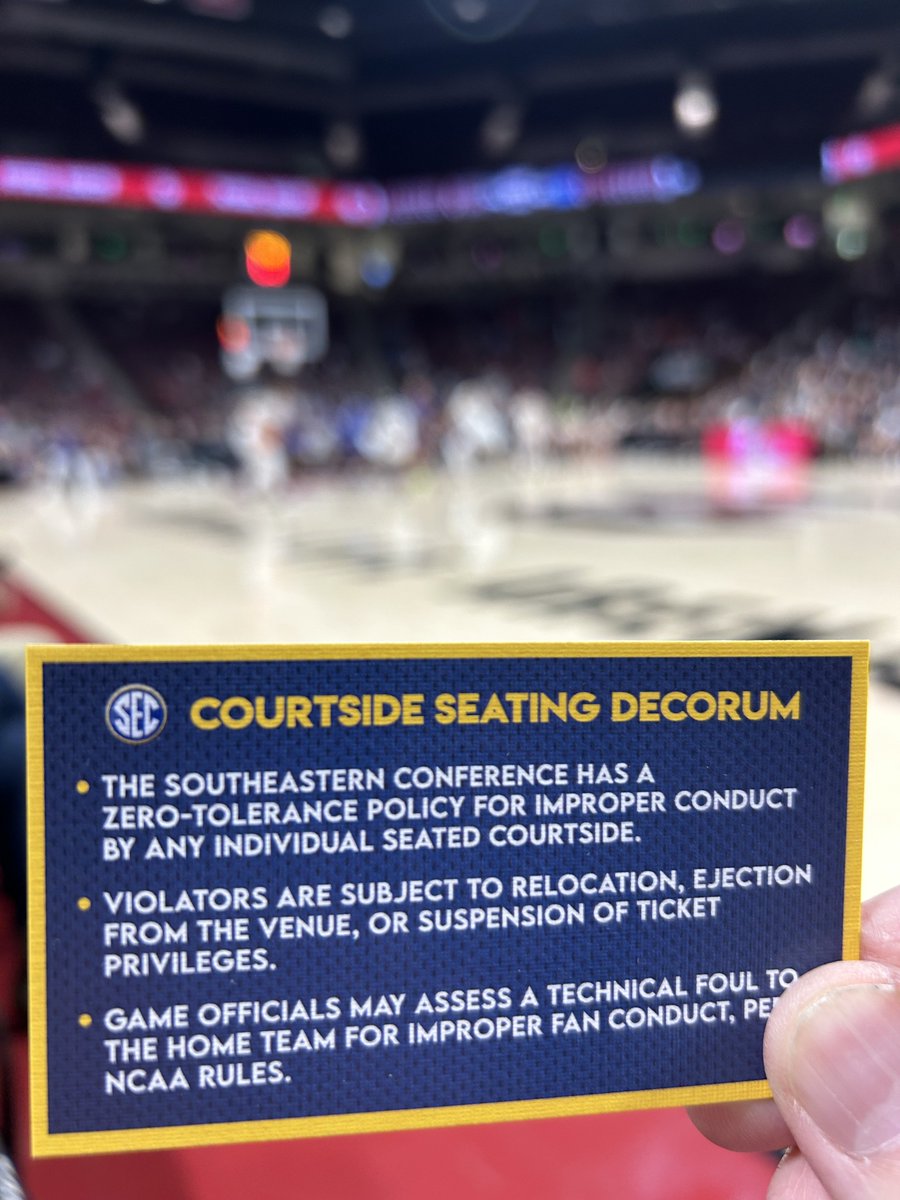 SEC COURTSIDE SEATING DECORUM
• THE SOUTHEASTERN CONFERENCE HAS A
ZERO-TOLERANCE POLICY FOR IMPROPER CONDUCT
BY ANY INDIVIDUAL SEATED COURTSIDE.
• VIOLATORS ARE SUBJECT TO RELOCATION, EJECTION
FROM THE VENUE, OR SUSPENSION OF TICKET
PRIVILEGES.
• GAME OFFICIALS MAY ASSESS A TECHNICAL FOUL TO
THE HOME TEAM FOR IMPROPER FAN CONDUCT,
NCAA RULES.